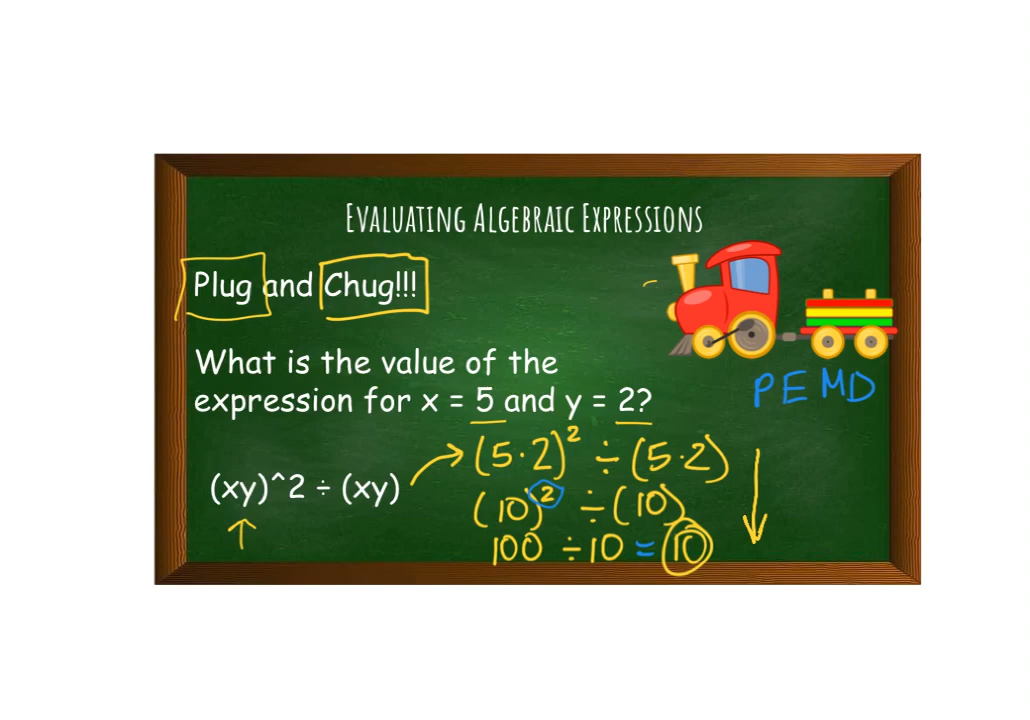 Evaluating Algebraic Expressions
Plug and Chug!!!
What is the value of the
expression for x = 5 and y = 2?
PEMD
(5·2)² ÷ (5·2)
(xy)^2 ÷ (xy)
(10)² ÷ (10)
100 ÷ 10 = 10